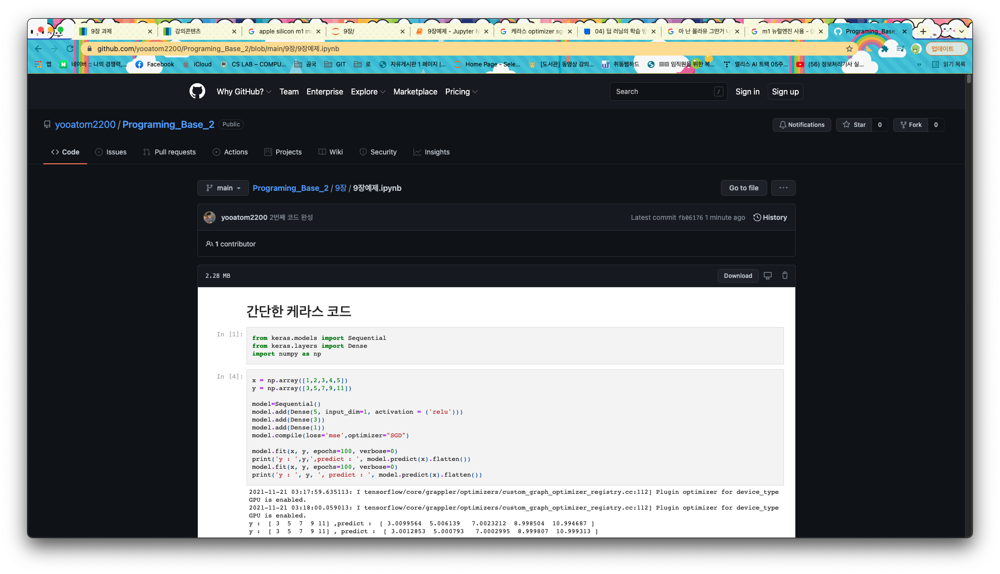 9장 과제
강의콘텐츠
apple silicon m1 ma
9장/
9장예제 - Jupyter N
케라스 optimizer sg
04) 딥 러닝의 학습 방
아 난 몰라유 그딴거 니
m1 뉴럴엔진 사용 - G
Programing_Base_
github.com/yooatom2200/Programing_Base_2/blob/main/9장/9장예제.ipynb
업데이트
앱
네이버 :: 나의 경쟁력,...
Facebook
iCloud
CS LAB – COMPU...
곰국
GIT
로
자유게시판 1 페이지 |...
Home Page - Sele...
[도서관] 동영상 강의...
취동웹하드
임직원을 위한 복...
엘리스 AI 트랙 05주...
(56) 정보처리기사 실...
»
읽기 목록
Why GitHub?
Team
Enterprise
Explore
Marketplace
Pricing
Search
/
Sign in
Sign up
yooatom2200 / Programing_Base_2
Public
Notifications
Star
0
Fork
0
Code
Issues
Pull requests
Actions
Projects
Wiki
Security
Insights
main
Programing_Base_2 / 9장 / 9장예제.ipynb
Go to file
...
yooatom2200 2번째 코드 완성
Latest commit fb06176 1 minute ago
History
1 contributor
2.28 MB
Download
간단한 케라스 코드
In [1]:
from keras.models import Sequential
from keras.layers import Dense
import numpy as np
In [4]:
x = np.array([1,2,3,4,5])
y = np.array([3,5,7,9,11])
model=Sequential()
model.add(Dense(5, input_dim=1, activation = ('relu')))
model.add(Dense(3))
model.add(Dense(1))
model.compile(loss='mse',optimizer="SGD")
model.fit(x, y, epochs=100, verbose=0)
print('y : ',y,',predict : ', model.predict(x).flatten())
model.fit(x, y, epochs=100, verbose=0)
print('y : ', y, ', predict : ', model.predict(x).flatten())
2021-11-21 03:17:59.635113: I tensorflow/core/grappler/optimizers/custom_graph_optimizer_registry.cc:112] Plugin optimizer for device_type
GPU is enabled.
2021-11-21 03:18:00.059013: I tensorflow/core/grappler/optimizers/custom_graph_optimizer_registry.cc:112] Plugin optimizer for device_type
GPU is enabled.
y :  [ 3  5  7  9 11] ,predict :  [ 3.0099564  5.006139   7.0023212  8.998504  10.994687 ]
y :  [ 3  5  7  9 11] , predict :  [ 3.0012853  5.000793   7.0002995  8.999807  10.999313 ]